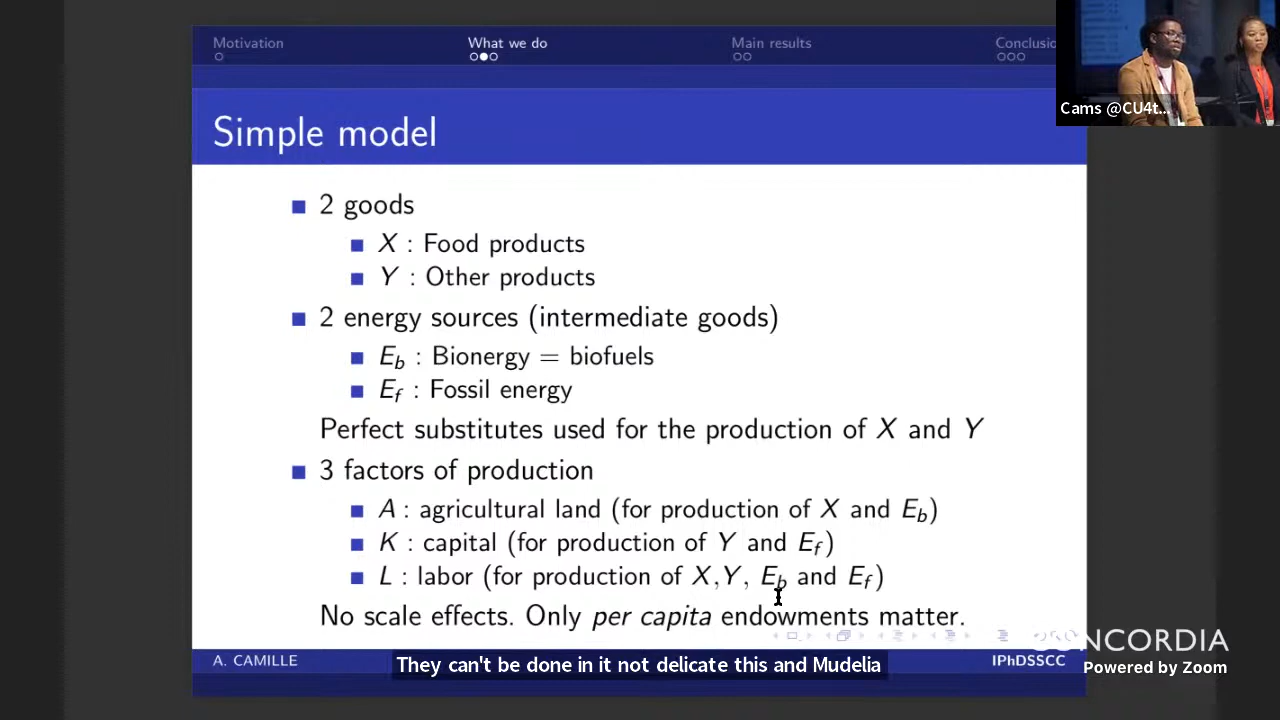 Motivation
What we do
Main results
Conclusio
Cams @CU4t...
Simple model
2 goods
X : Food products
Y : Other products
2 energy sources (intermediate goods)
E_b : Bionergy = biofuels
E_f : Fossil energy
Perfect substitutes used for the production of X and Y
3 factors of production
A : agricultural land (for production of X and E_b)
K : capital (for production of Y and E_f)
L : labor (for production of X,Y, E_b and E_f)
No scale effects. Only per capita endowments matter.
A. CAMILLE
They can't be done in it not delicate this and Mudelia
IPhDSSCC
CONCORDIA
Powered by Zoom